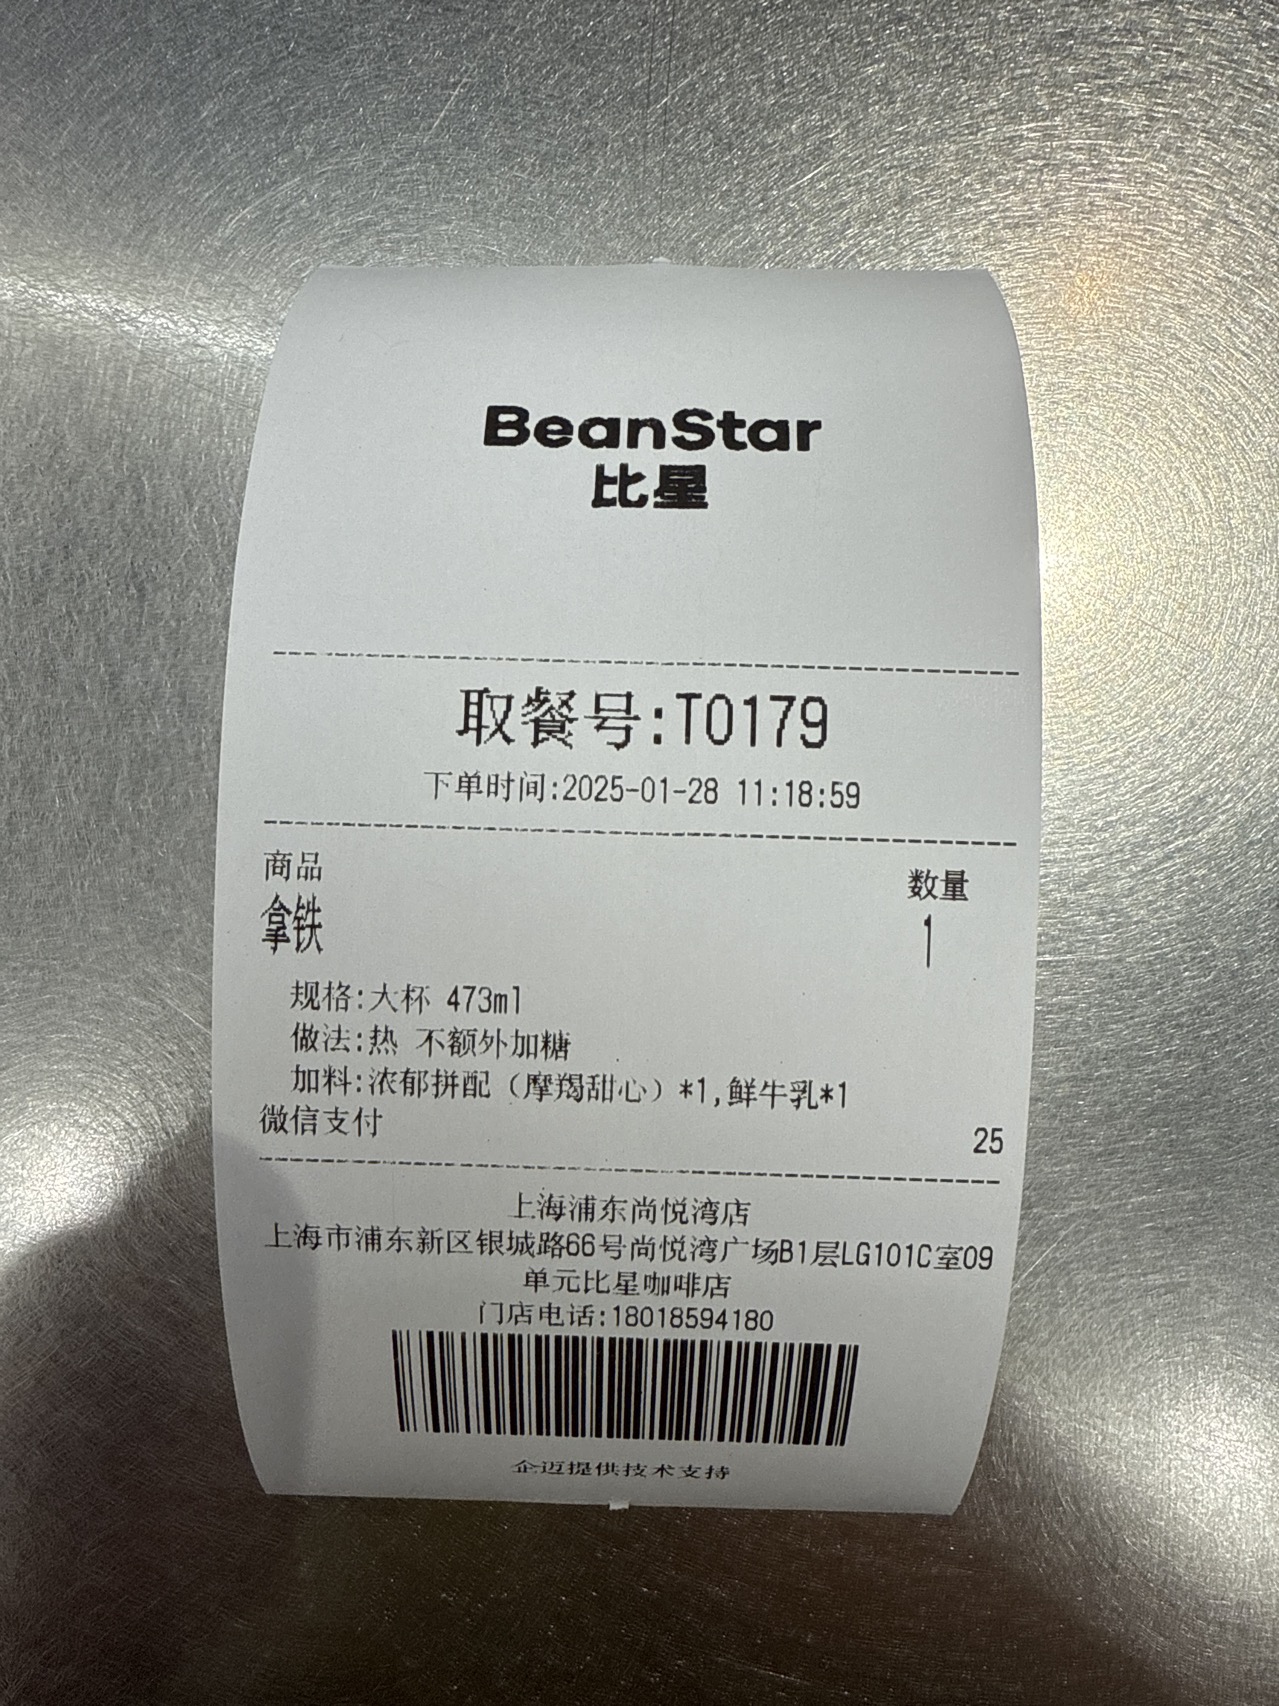 BeanStar
比星
取餐号:T0179
下单时间:2025-01-28 11:18:59
商品 数量
拿铁 1
规格:大杯 473ml
做法:热 不额外加糖
加料:浓郁拼配（摩羯甜心）*1,鲜牛乳*1
微信支付 25
上海浦东尚悦湾店
上海市浦东新区银城路66号尚悦湾广场B1层LG101C室09
单元比星咖啡店
门店电话:18018594180
企迈提供技术支持